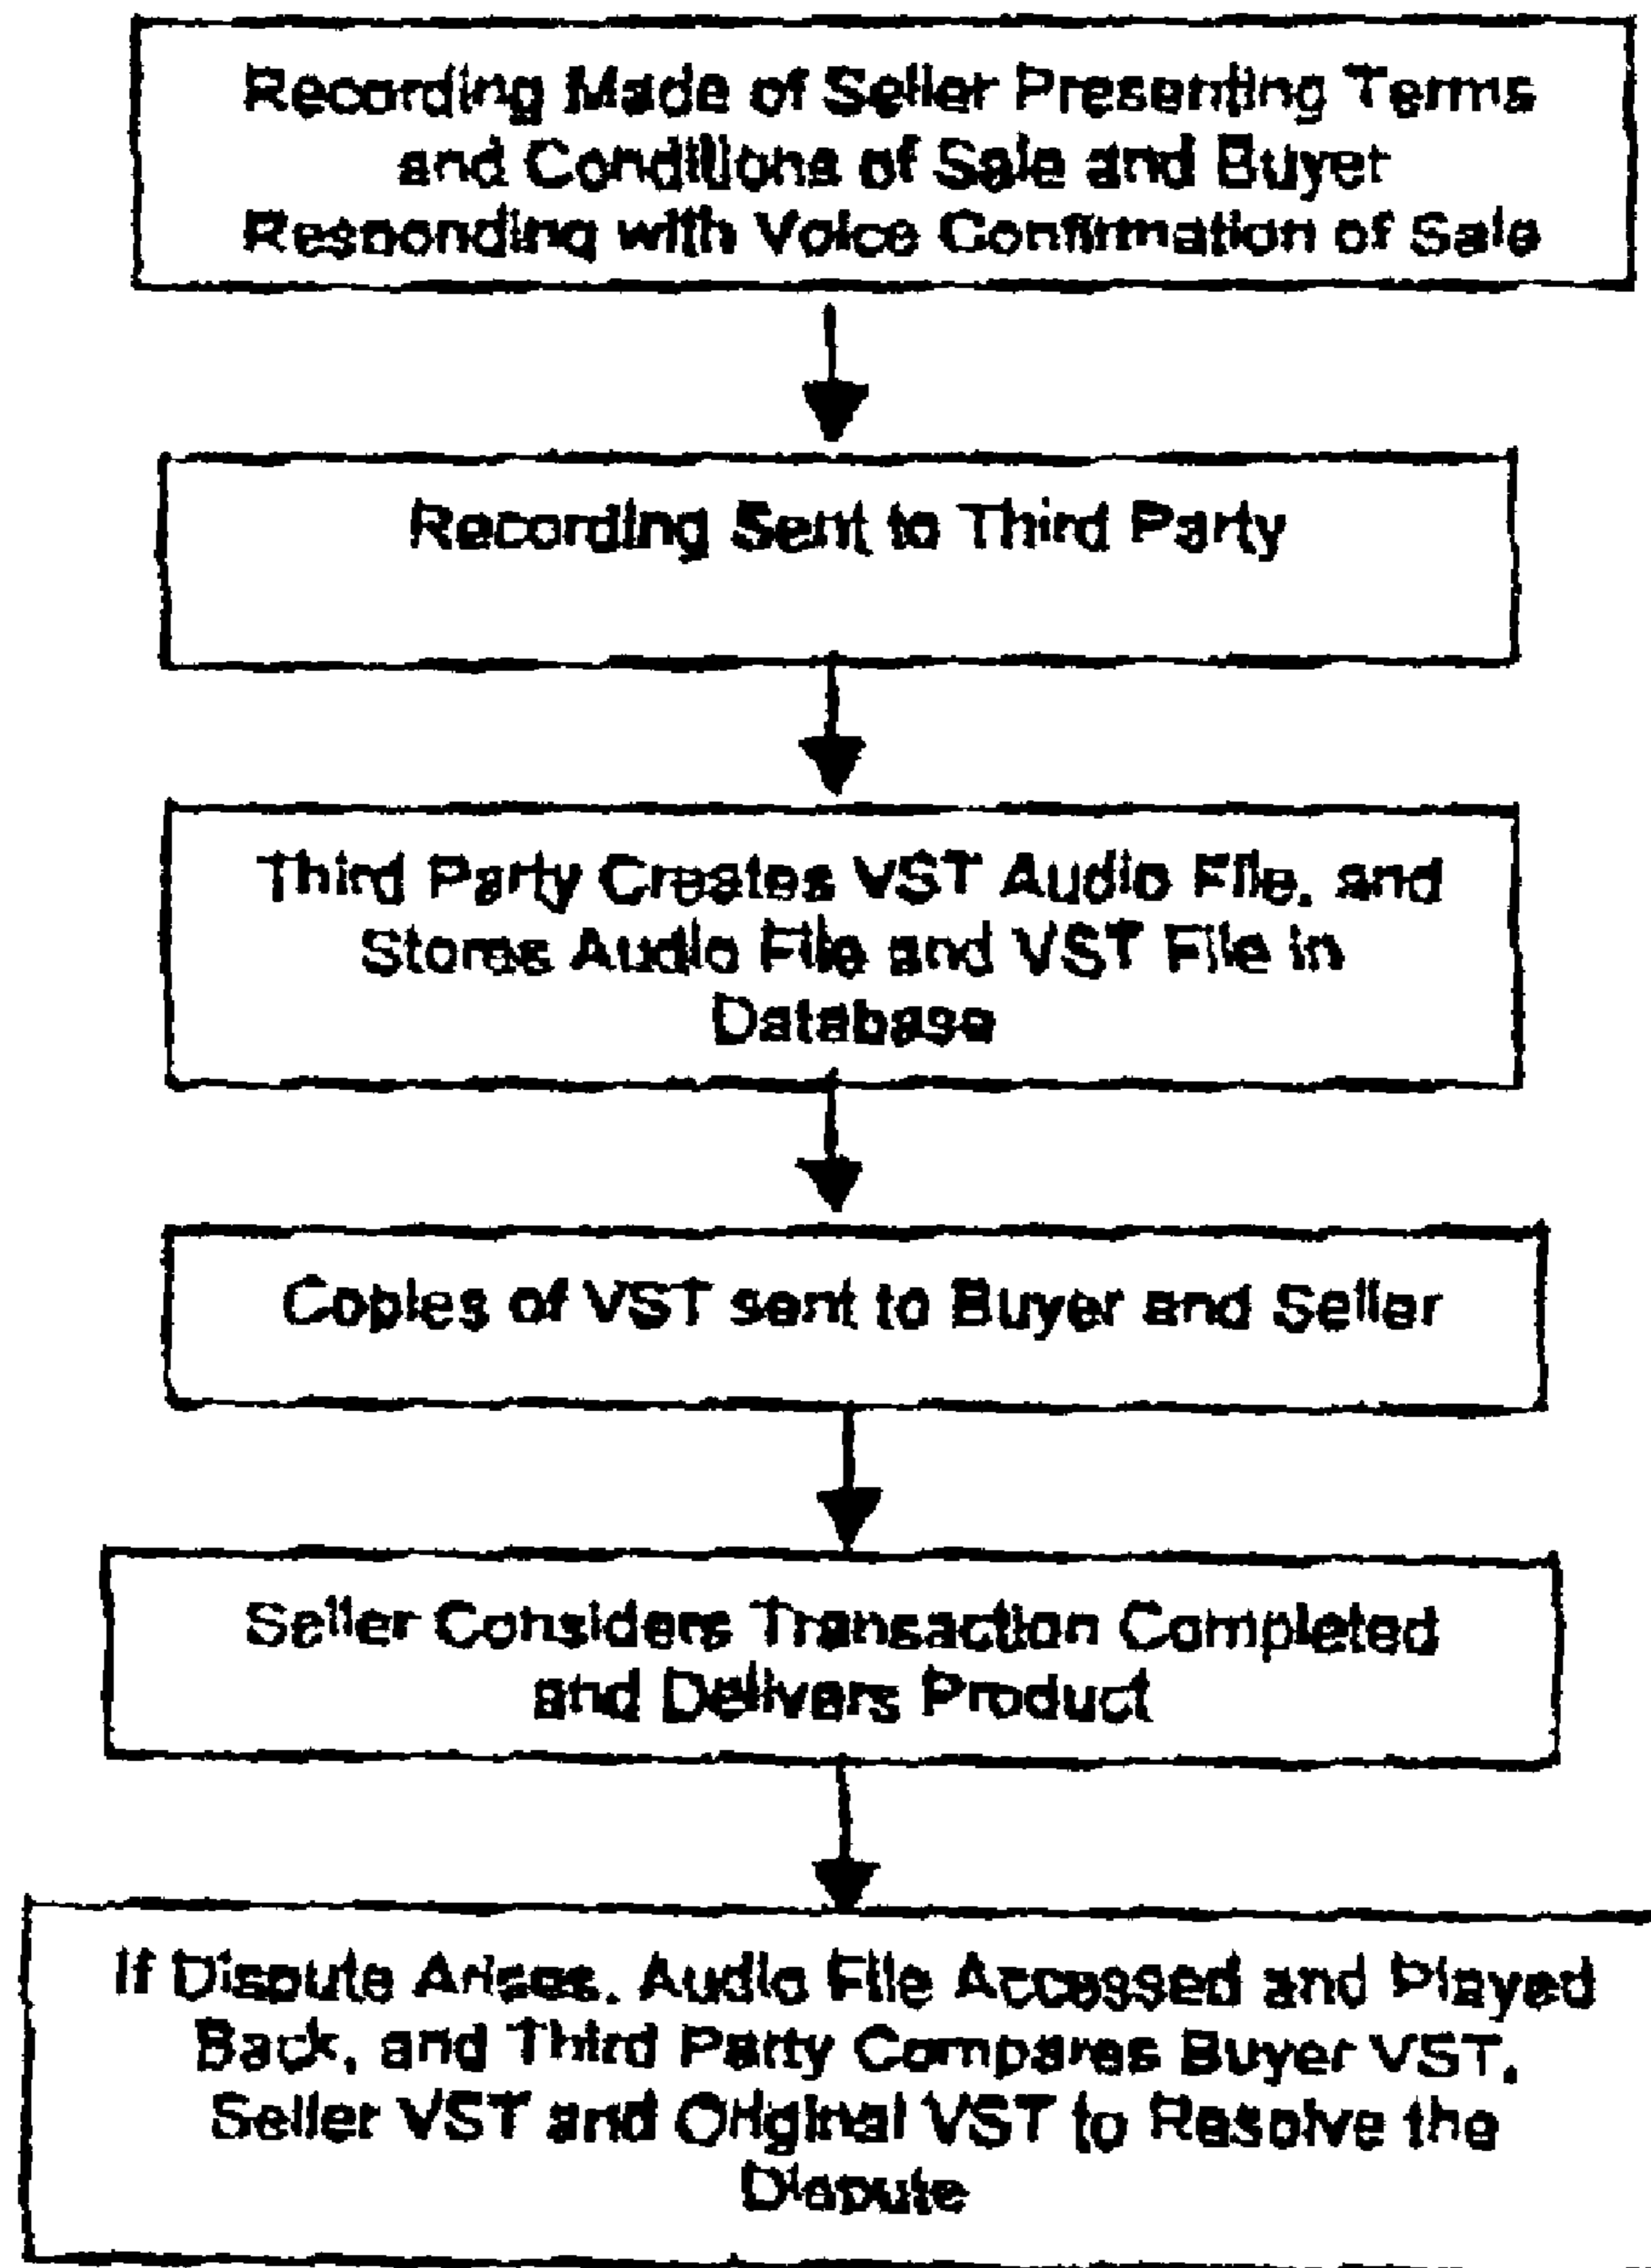 Recording Made of Seller Presenting Terms
and Conditions of Sale and Buyer
Responding with Voice Confirmation of Sale
Recording Sent to Third Party
Third Party Creates VST Audio File, and
Stores Audio File and VST File in
Database
Copies of VST sent to Buyer and Seller
Seller Considers Transaction Completed
and Delivers Product
If Dispute Arises, Audio File Accessed and Played
Back, and Third Party Compares Buyer VST,
Seller VST and Original VST to Resolve the
Dispute